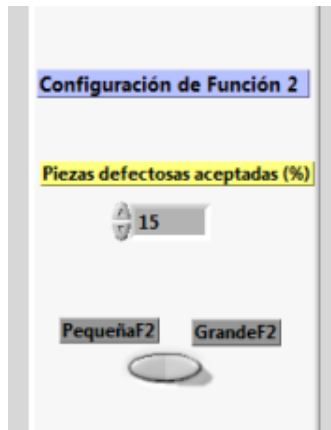 Configuración de Función 2
Piezas defectosas aceptadas (%)
15
PequeñaF2 GrandeF2